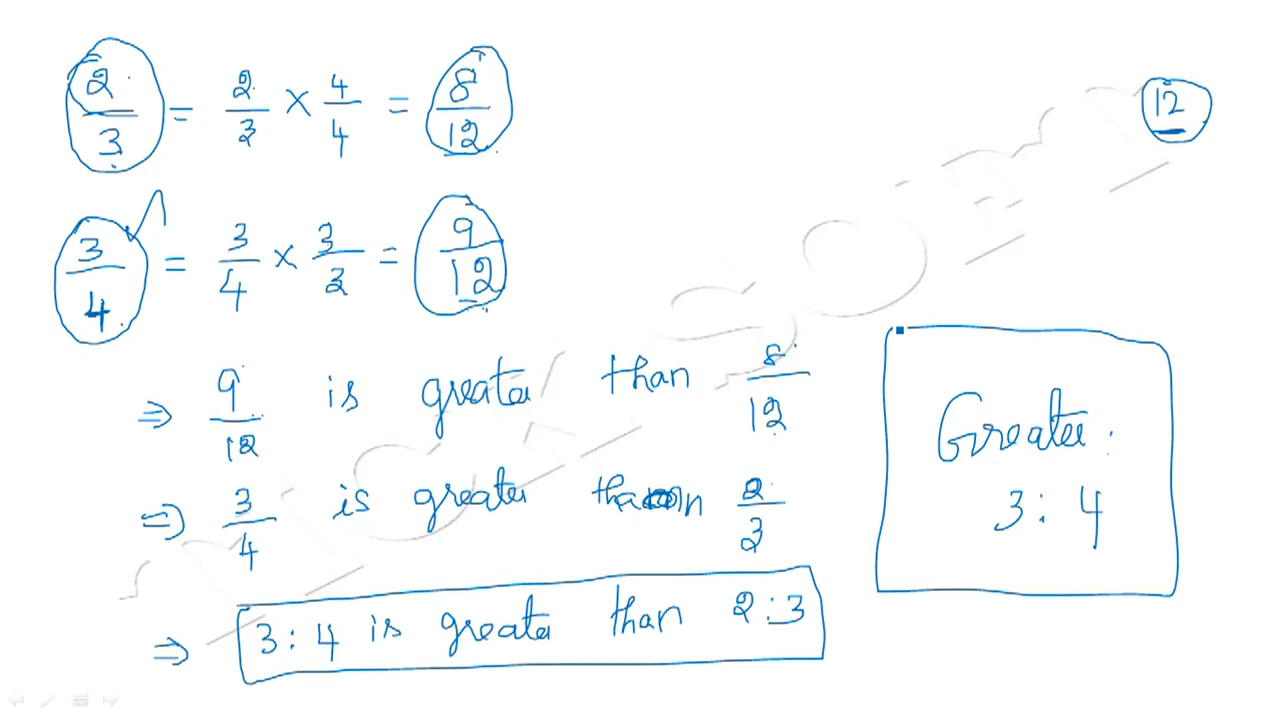 2/3 = 2/3 × 4/4 = 8/12
12
3/4 = 3/4 × 3/3 = 9/12
⇒ 9/12 is greater than 8/12
⇒ 3/4 is greater than 2/3
⇒ 3:4 is greater than 2:3
Greater:
3:4